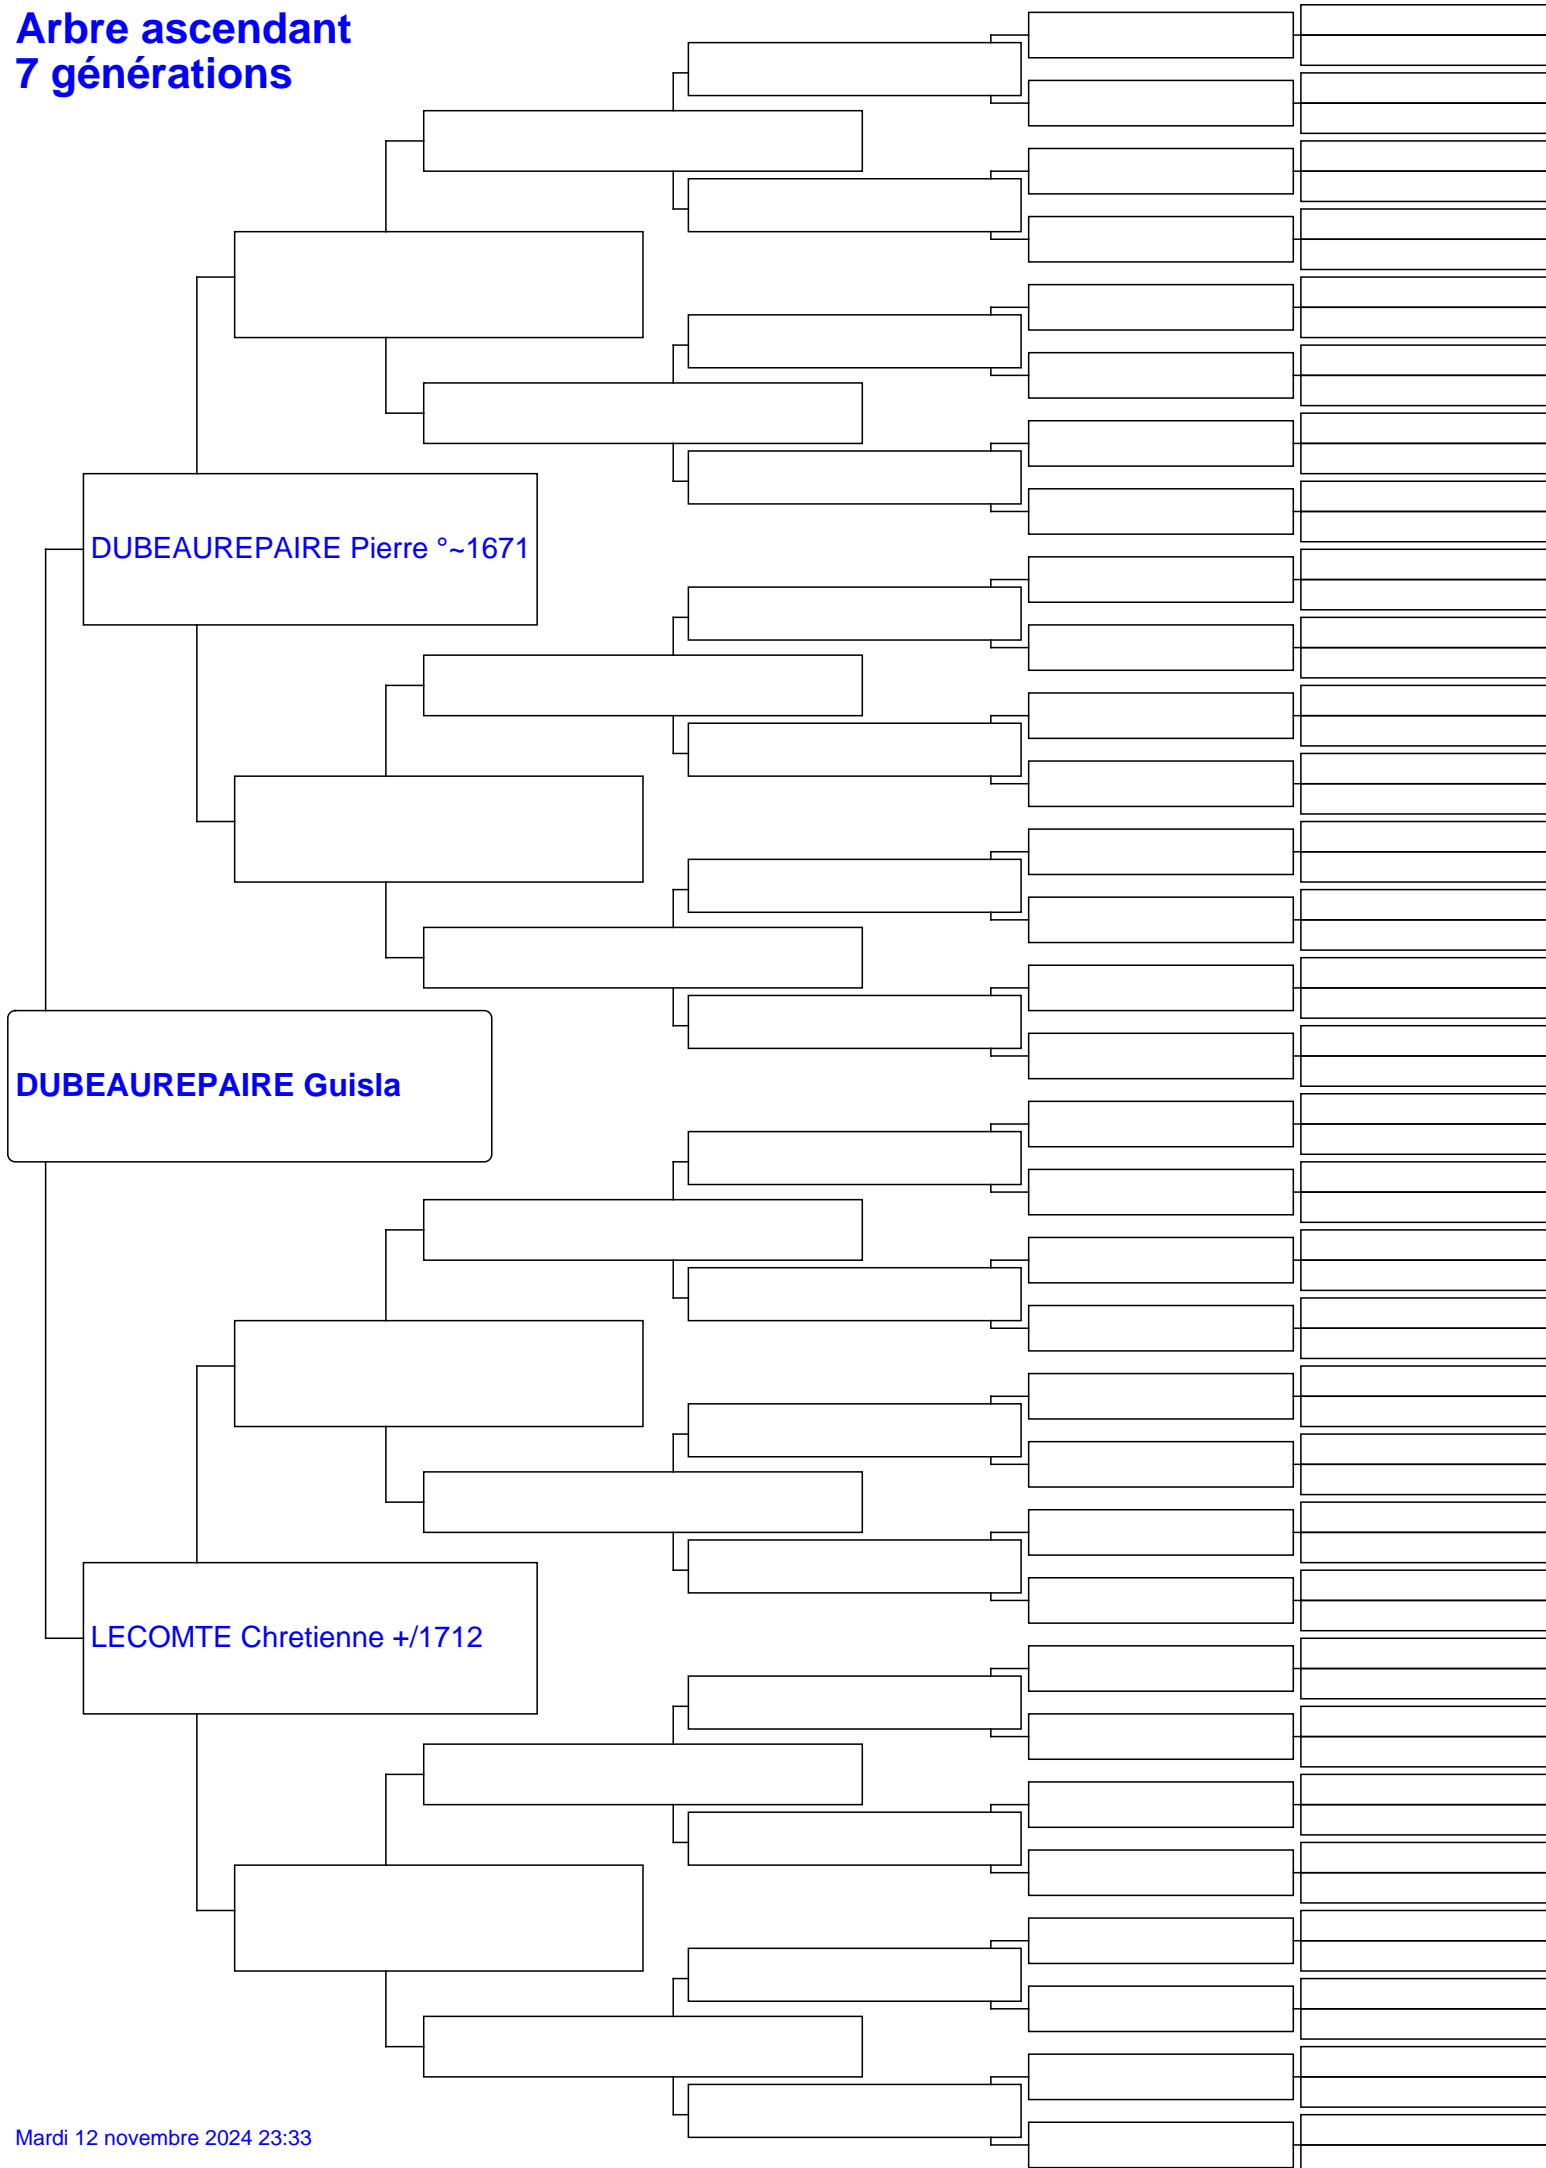 Arbre ascendant
7 générations
DUBEAUREPAIRE Pierre °~1671
DUBEAUREPAIRE Guisla
LECOMTE Chretienne +/1712
Mardi 12 novembre 2024 23:33